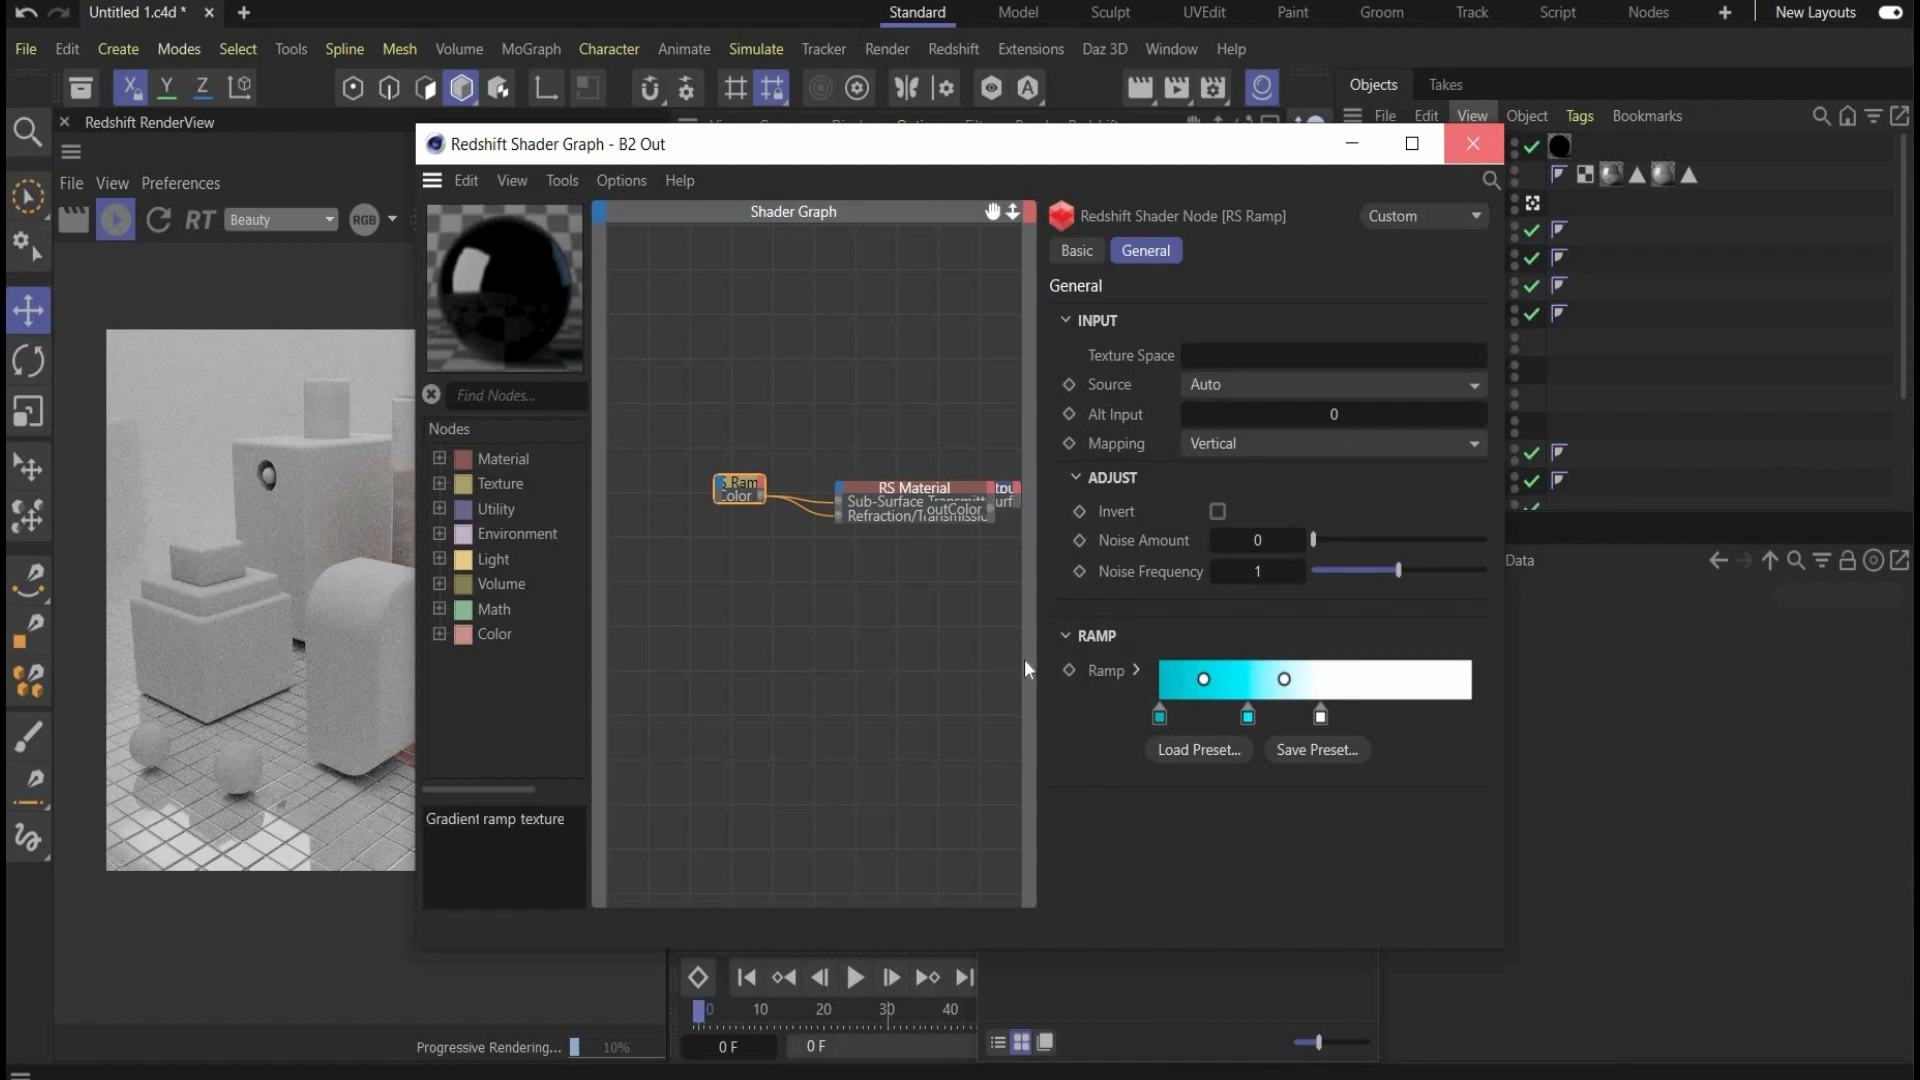 Untitled 1.c4d *
Standard Model Sculpt UVEdit Paint Groom Track Script Nodes New Layouts
File Edit Create Modes Select Tools Spline Mesh Volume MoGraph Character Animate Simulate Tracker Render Redshift Extensions Daz 3D Window Help
X Y Z
Objects Takes
File Edit View Object Tags Bookmarks
Redshift RenderView
Redshift Shader Graph - B2 Out
File View Preferences
Edit View Tools Options Help
RT Beauty RGB
Shader Graph
Redshift Shader Node [RS Ramp]
Custom
Basic General
General
INPUT
Texture Space
Source Auto
Alt Input 0
Mapping Vertical
ADJUST
Invert
Noise Amount 0
Noise Frequency 1
RAMP
Ramp
Load Preset... Save Preset...
Find Nodes...
Nodes
Material
Texture
Utility
Environment
Light
Volume
Math
Color
Gradient ramp texture
Color
RS Material
Sub-Surface
outColor
Data
Progressive Rendering... 10%
0 10 20 30 40
0 F 0 F